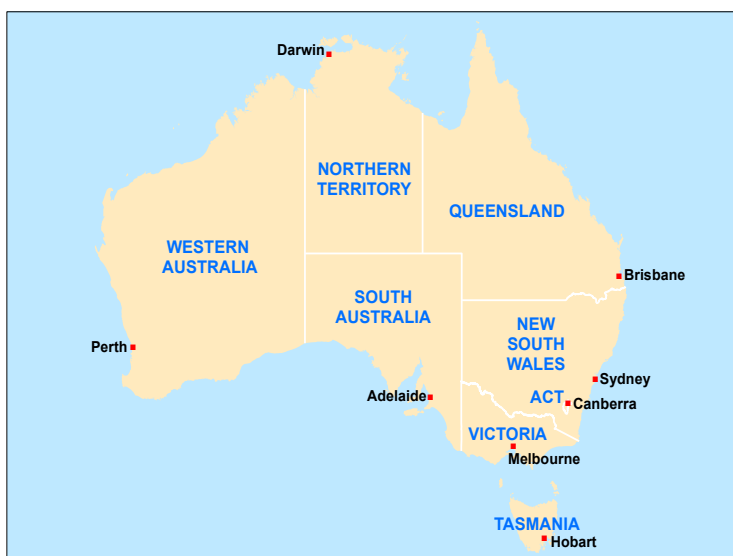 Darwin
NORTHERN
TERRITORY
QUEENSLAND
WESTERN
AUSTRALIA
Brisbane
SOUTH
AUSTRALIA
NEW
SOUTH
WALES
Perth
Sydney
Adelaide
ACT
Canberra
VICTORIA
Melbourne
TASMANIA
Hobart